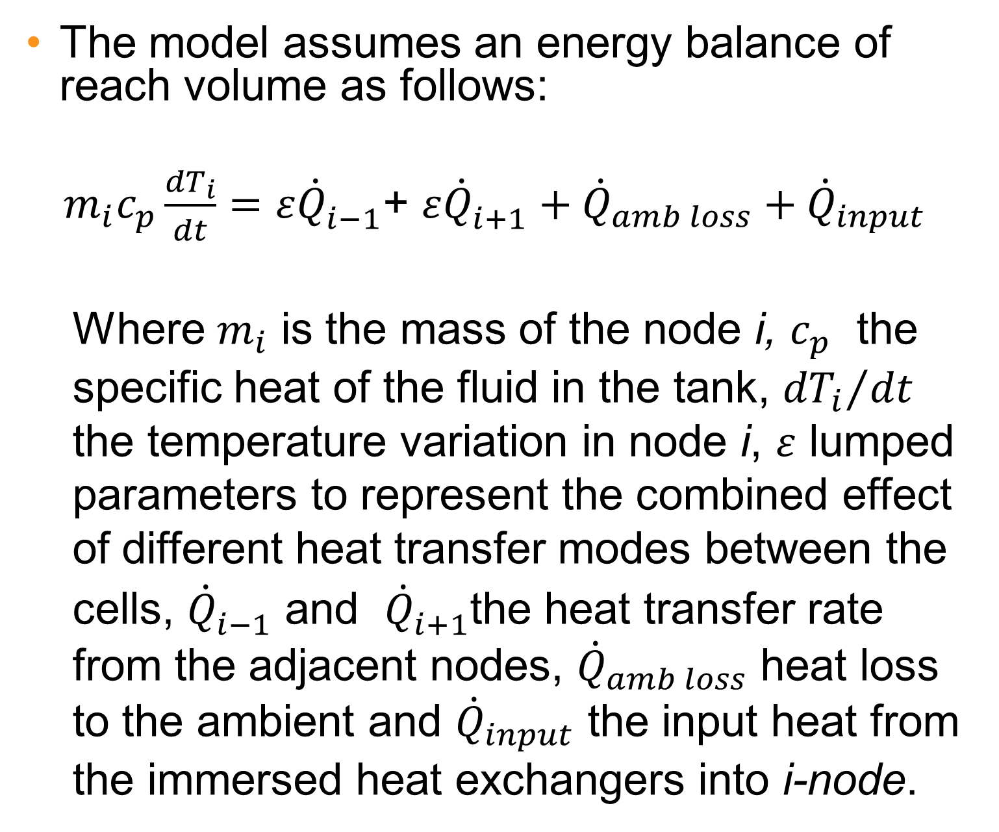 • The model assumes an energy balance of
reach volume as follows:
$m_i c_p \frac{dT_i}{dt} = \varepsilon\dot{Q}_{i-1} + \varepsilon\dot{Q}_{i+1} + \dot{Q}_{amb\ loss} + \dot{Q}_{input}$
Where $m_i$ is the mass of the node i, $c_p$ the
specific heat of the fluid in the tank, $dT_i/dt$
the temperature variation in node i, $\varepsilon$ lumped
parameters to represent the combined effect
of different heat transfer modes between the
cells, $\dot{Q}_{i-1}$ and $\dot{Q}_{i+1}$the heat transfer rate
from the adjacent nodes, $\dot{Q}_{amb\ loss}$ heat loss
to the ambient and $\dot{Q}_{input}$ the input heat from
the immersed heat exchangers into i-node.